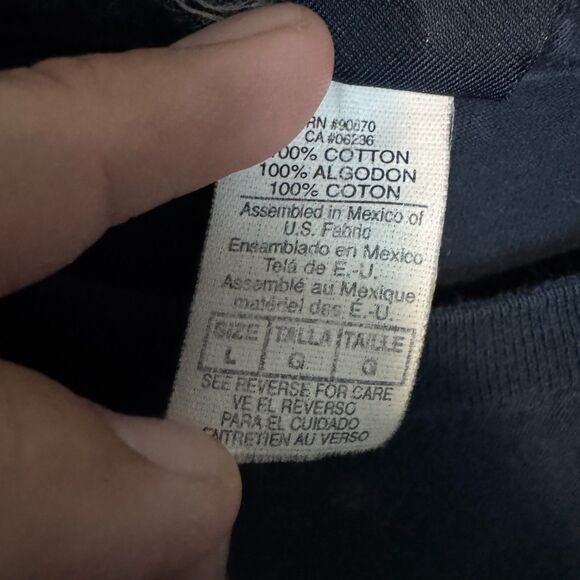 RN #90870
CA #06236
100% COTTON
100% ALGODON
100% COTON
Assembled in Mexico of
U.S. Fabric
Ensamblado en Mexico
Tela de E.-U.
Assemblé au Mexique
matériel des É.-U.
SIZE TALLA TAILLE
L G G
SEE REVERSE FOR CARE
VE EL REVERSO
PARA EL CUIDADO
ENTRETIEN AU VERSO